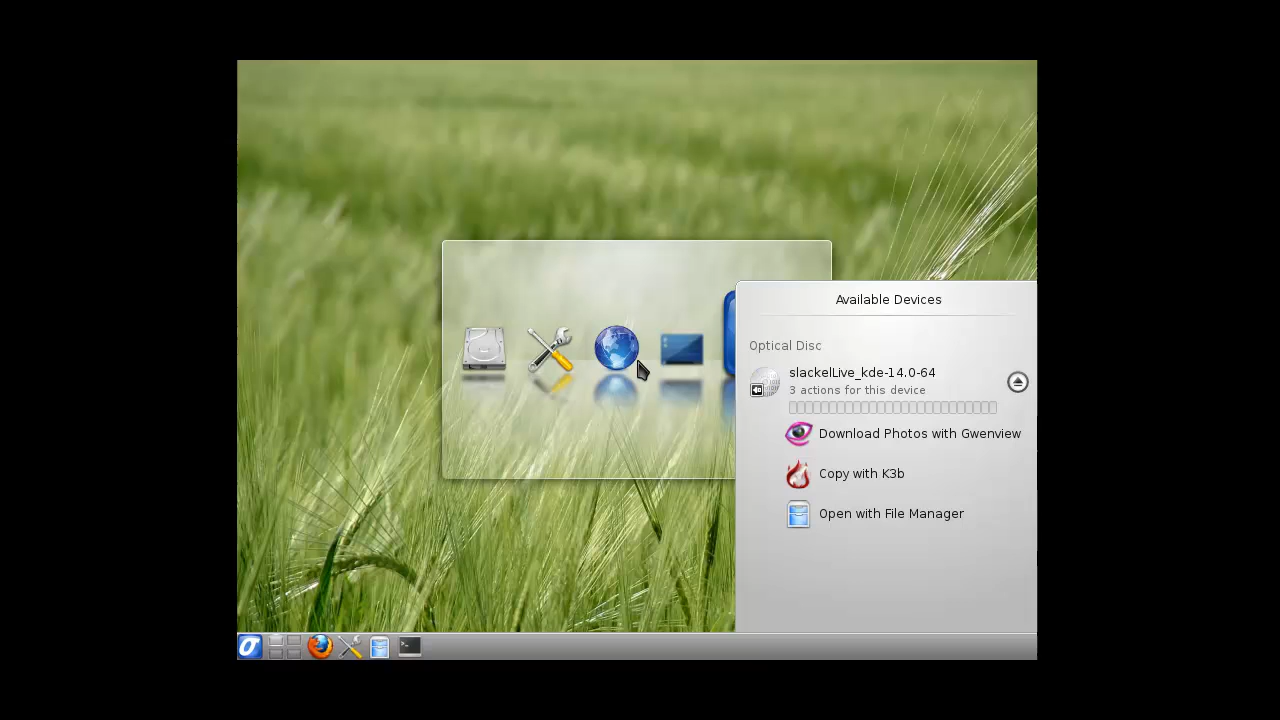 Available Devices
Optical Disc
slackelLive_kde-14.0-64
3 actions for this device
Download Photos with Gwenview
Copy with K3b
Open with File Manager